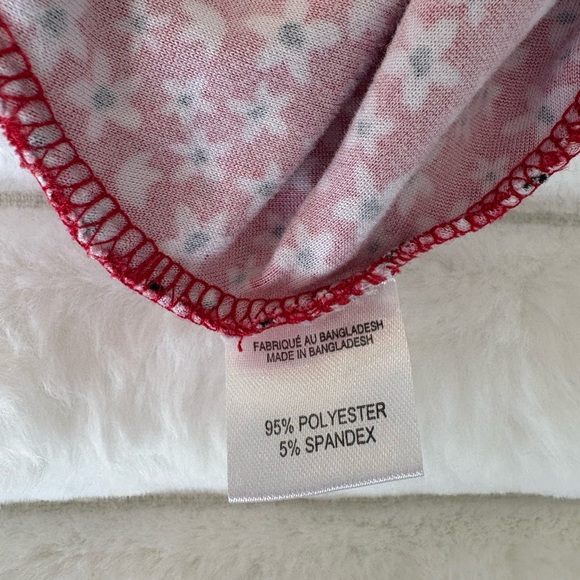 FABRIQUÉ AU BANGLADESH
MADE IN BANGLADESH
95% POLYESTER
5% SPANDEX